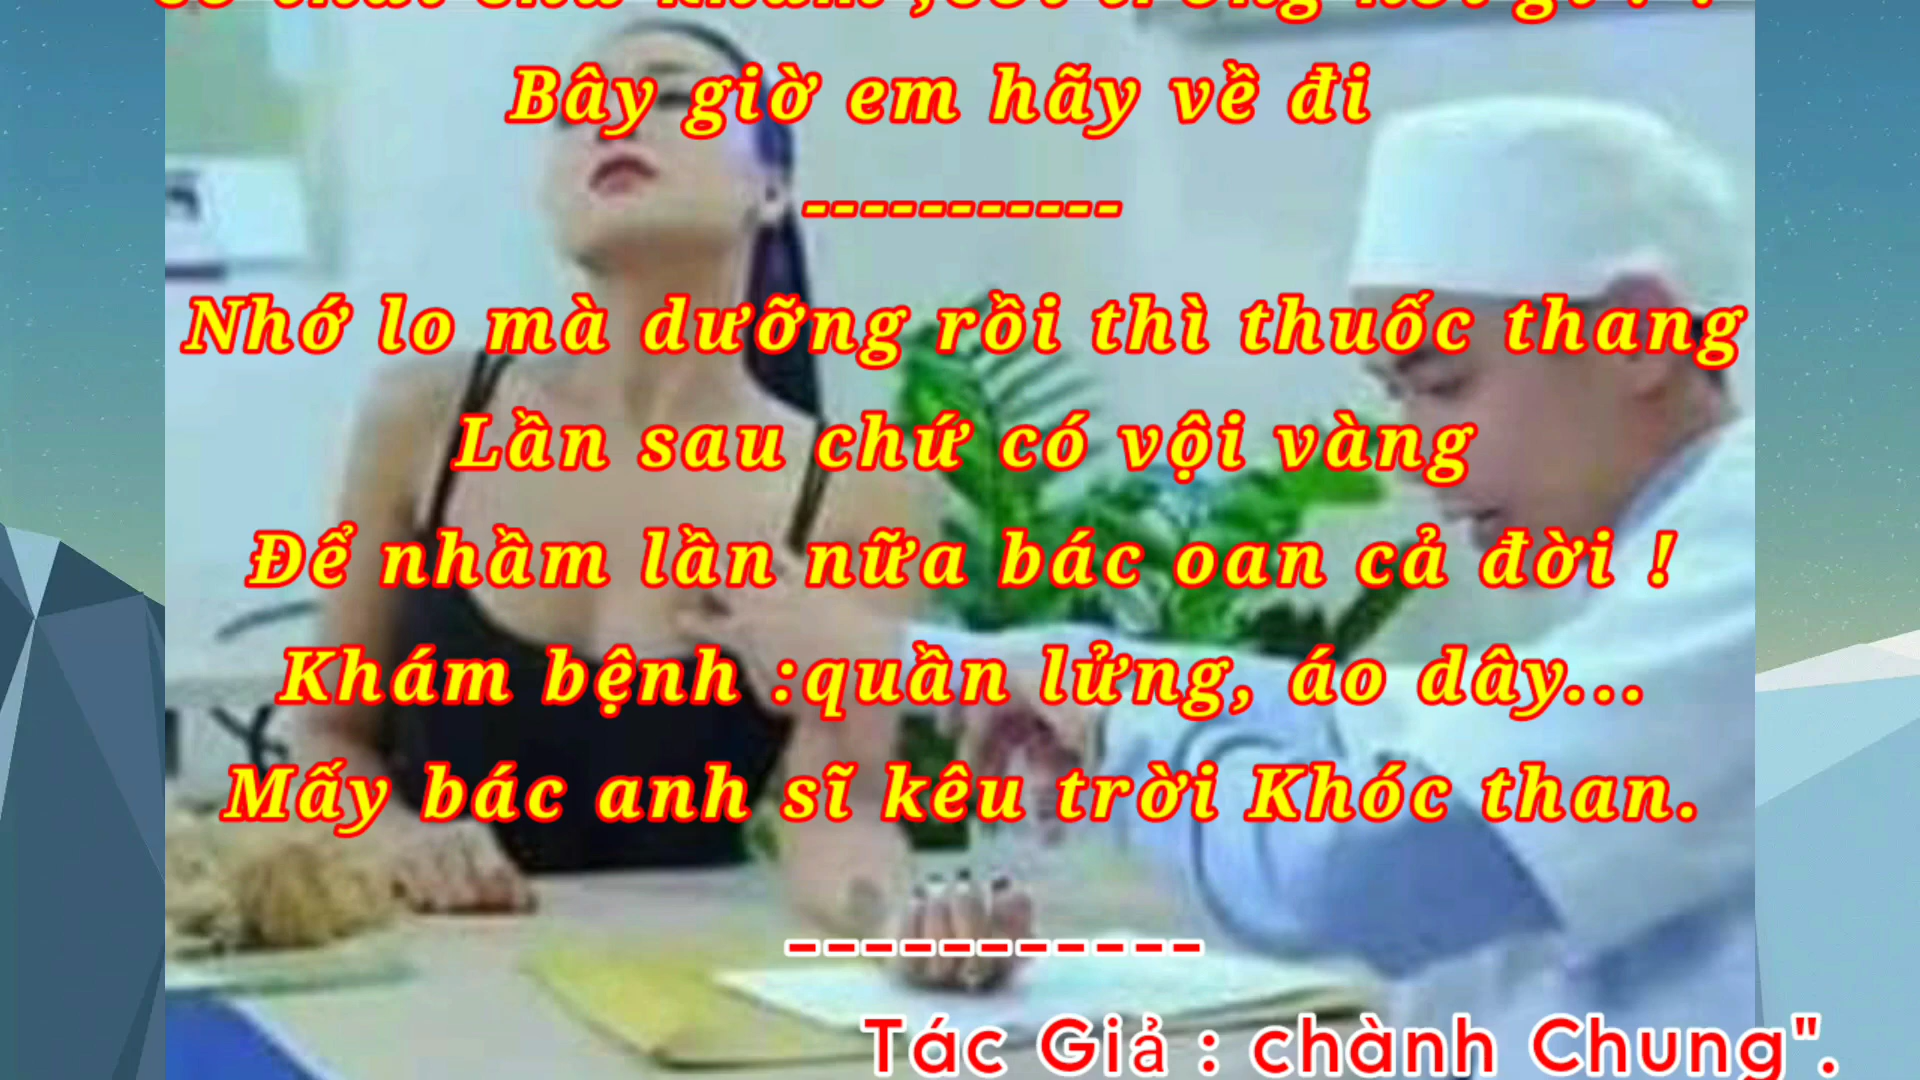 Bây giờ em hãy về đi
-----------
Nhớ lo mà dưỡng rồi thì thuốc thang
Lần sau chứ có vội vàng
Để nhầm lần nữa bác oan cả đời !
Khám bệnh :quần lửng, áo dây...
Mấy bác anh sĩ kêu trời Khóc than.
-----------
Tác Giả : chành Chung".